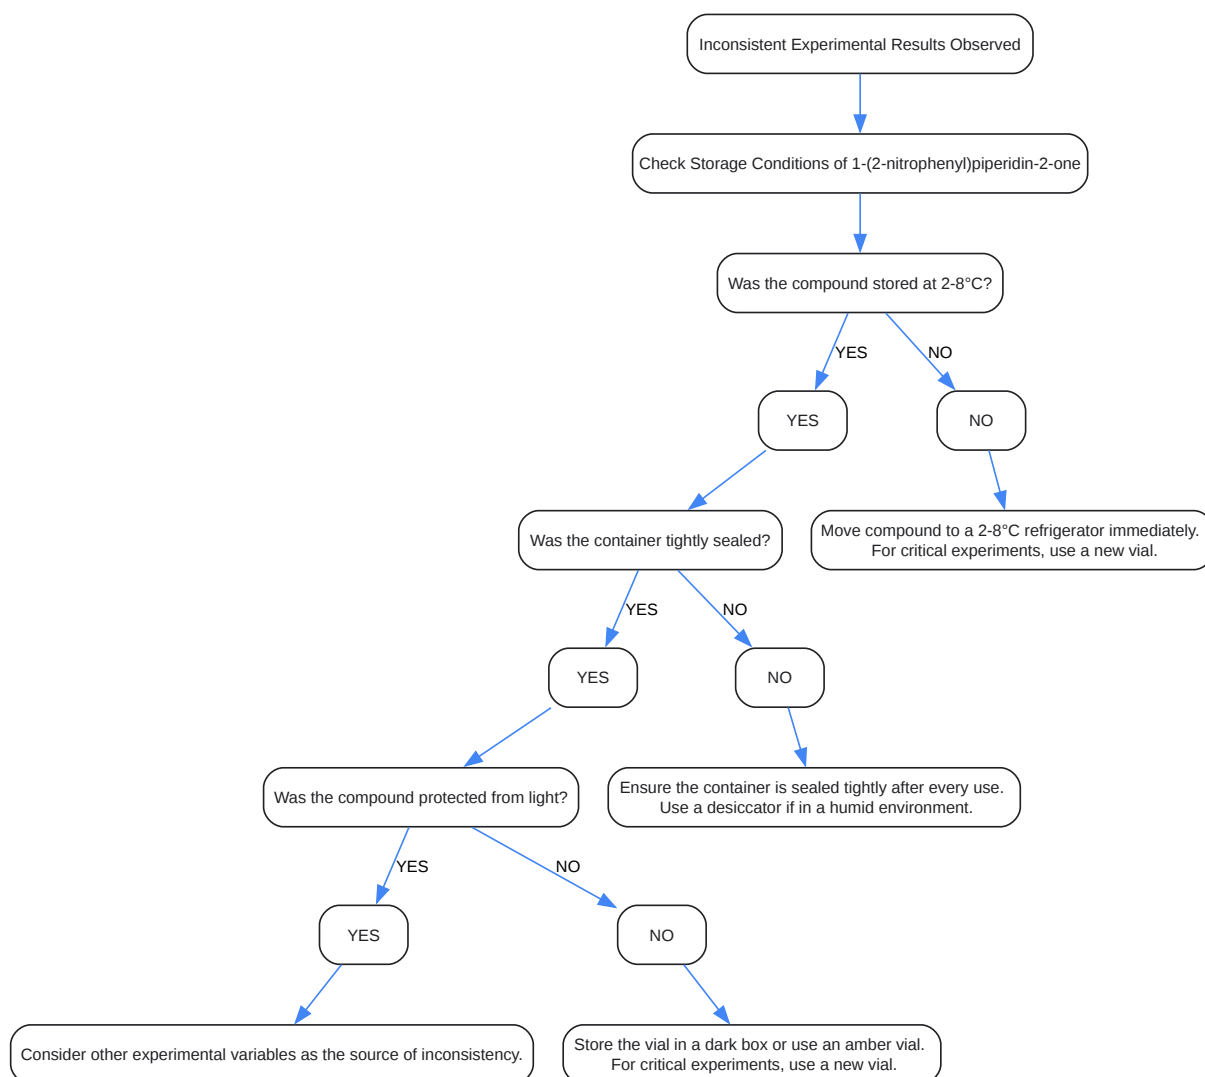 Inconsistent Experimental Results Observed
Check Storage Conditions of 1-(2-nitrophenyl)piperidin-2-one
Was the compound stored at 2-8°C?
YES
NO
YES
NO
Was the container tightly sealed?
Move compound to a 2-8°C refrigerator immediately.
For critical experiments, use a new vial.
YES
NO
YES
NO
Was the compound protected from light?
Ensure the container is sealed tightly after every use.
Use a desiccator if in a humid environment.
YES
NO
YES
NO
Consider other experimental variables as the source of inconsistency.
Store the vial in a dark box or use an amber vial.
For critical experiments, use a new vial.